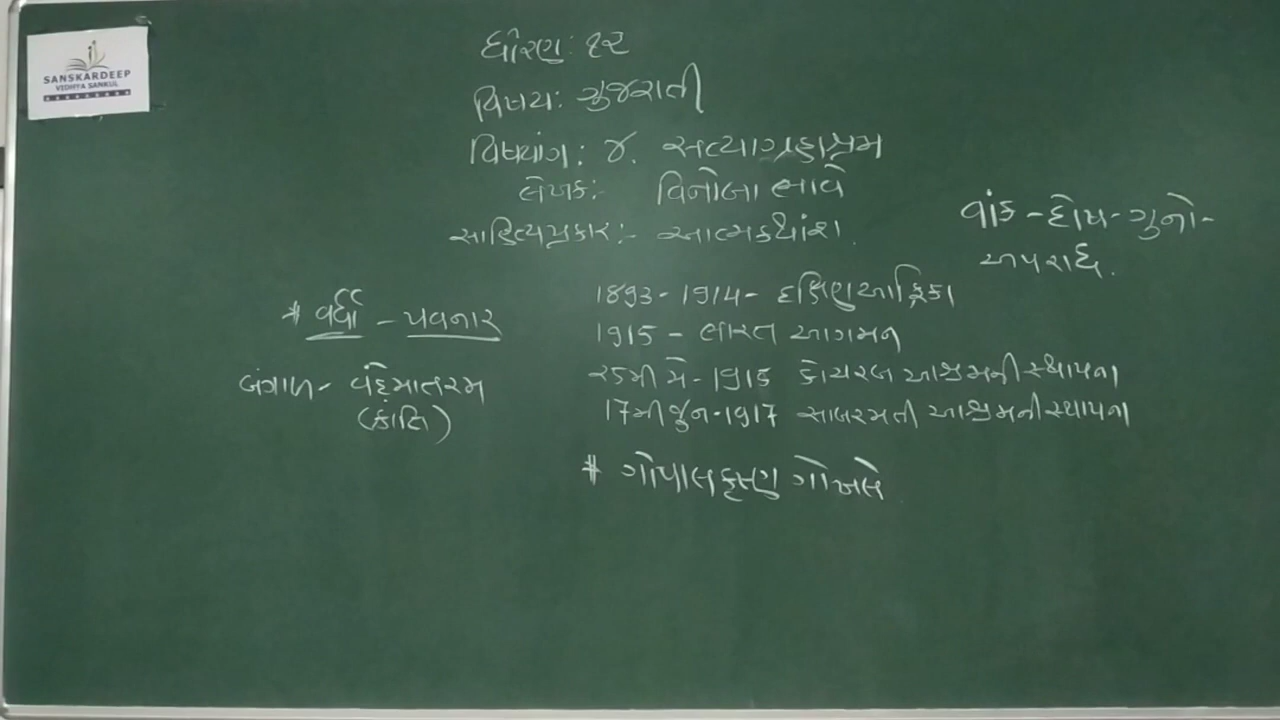 SANSKARDEEP
VIDHYA SANKUL
ધોરણ: ૧૨
વિષય: ગુજરાતી
વિષયાંગ: ૪. સત્યાગ્રહાશ્રમ
લેખક:- વિનોબા ભાવે
સાહિત્યપ્રકાર:- આત્મકથાંશ.
વાંક - દોષ - ગુનો -
અપરાધ.
* વર્ધા - પવનાર
બંગાળ - વંદેમાતરમ
(ક્રાંતિ)
1893 - 1914 - દક્ષિણ આફ્રિકા
1915 - ભારત આગમન
૨૫મી મે - 1915 કોચરબ આશ્રમની સ્થાપના
17મી જૂન - 1917 સાબરમતી આશ્રમની સ્થાપના
* ગોપાલકૃષ્ણ ગોખલે